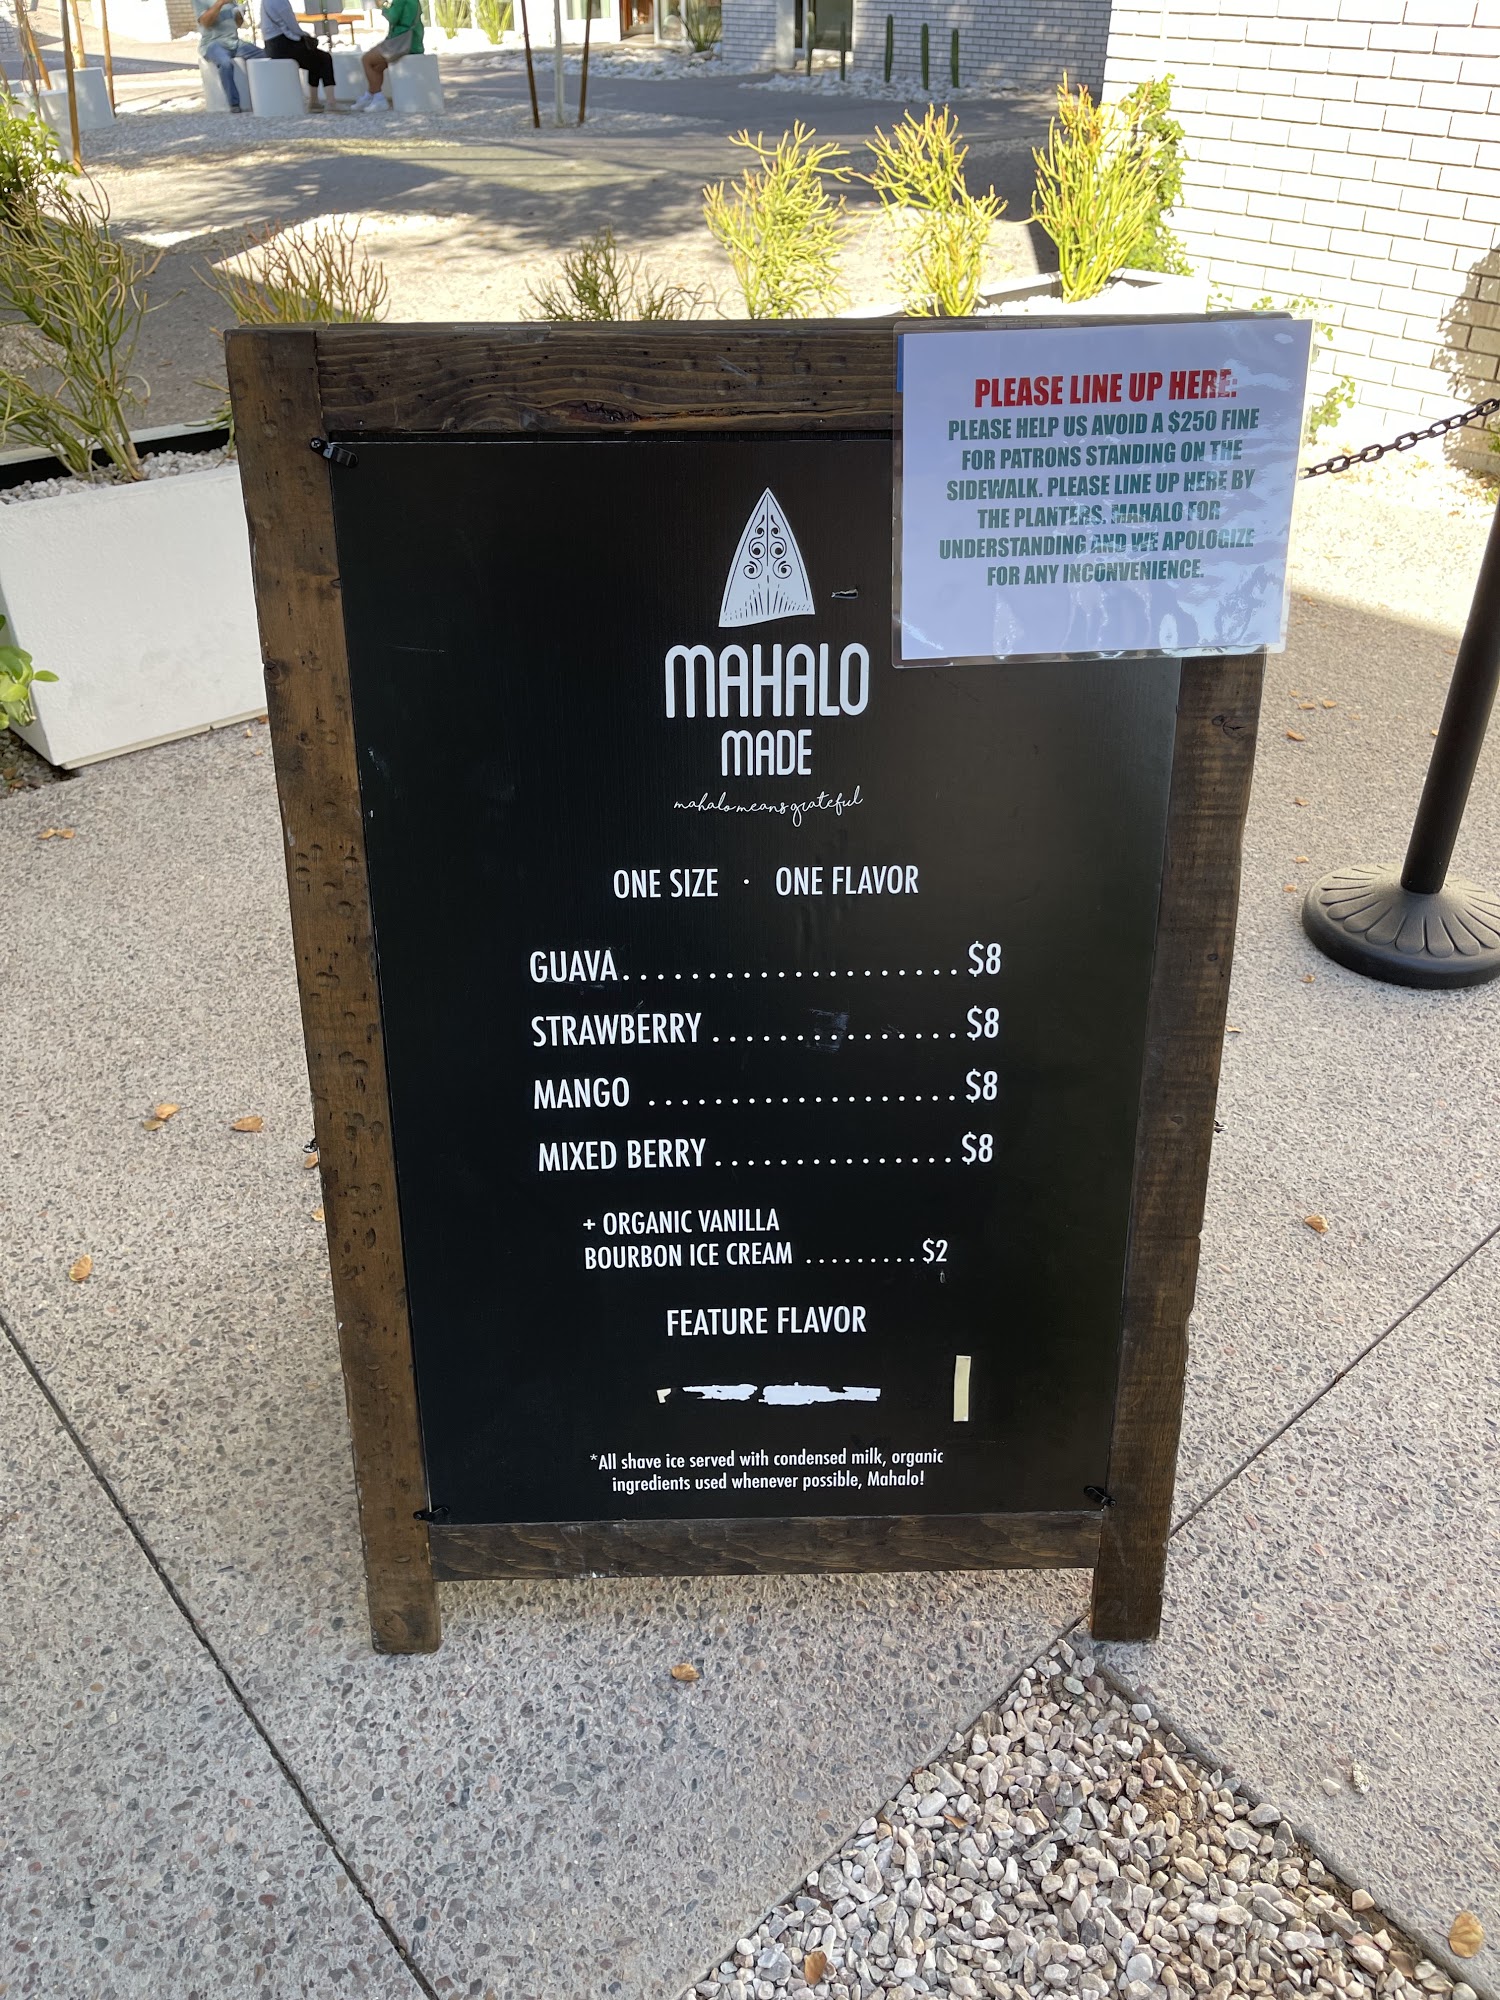 PLEASE LINE UP HERE:
PLEASE HELP US AVOID A $250 FINE
FOR PATRONS STANDING ON THE
SIDEWALK. PLEASE LINE UP HERE BY
THE PLANTERS. MAHALO FOR
UNDERSTANDING AND WE APOLOGIZE
FOR ANY INCONVENIENCE.
MAHALO
MADE
mahalo means grateful
ONE SIZE · ONE FLAVOR
GUAVA.....................$8
STRAWBERRY ...............$8
MANGO ...................$8
MIXED BERRY...............$8
+ ORGANIC VANILLA
BOURBON ICE CREAM .........$2
FEATURE FLAVOR
*All shave ice served with condensed milk, organic
ingredients used whenever possible, Mahalo!